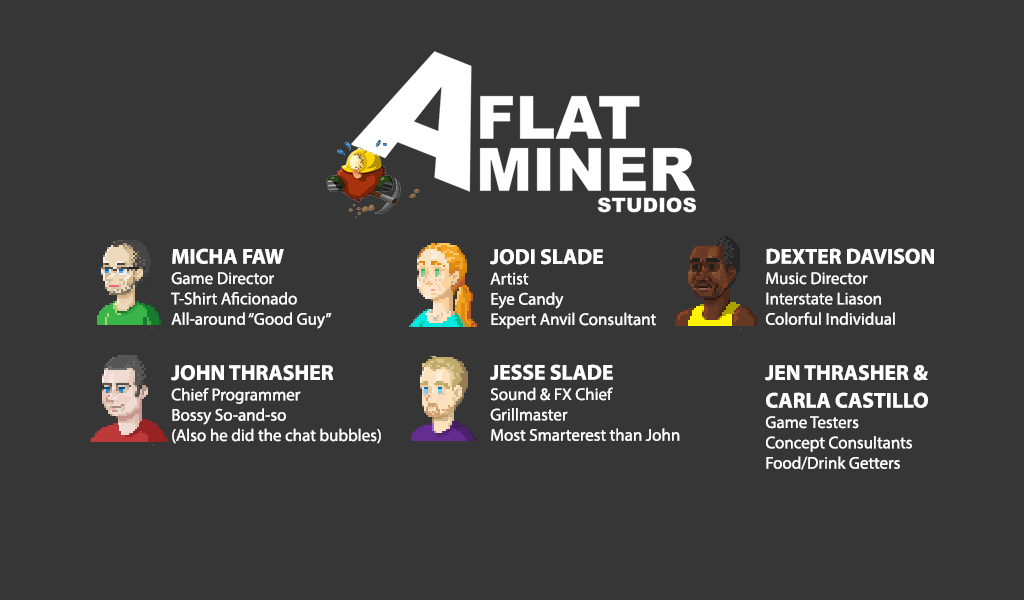 A FLAT
MINER
STUDIOS
MICHA FAW
Game Director
T-Shirt Aficionado
All-around “Good Guy”
JODI SLADE
Artist
Eye Candy
Expert Anvil Consultant
DEXTER DAVISON
Music Director
Interstate Liason
Colorful Individual
JOHN THRASHER
Chief Programmer
Bossy So-and-so
(Also he did the chat bubbles)
JESSE SLADE
Sound & FX Chief
Grillmaster
Most Smarterest than John
JEN THRASHER &
CARLA CASTILLO
Game Testers
Concept Consultants
Food/Drink Getters